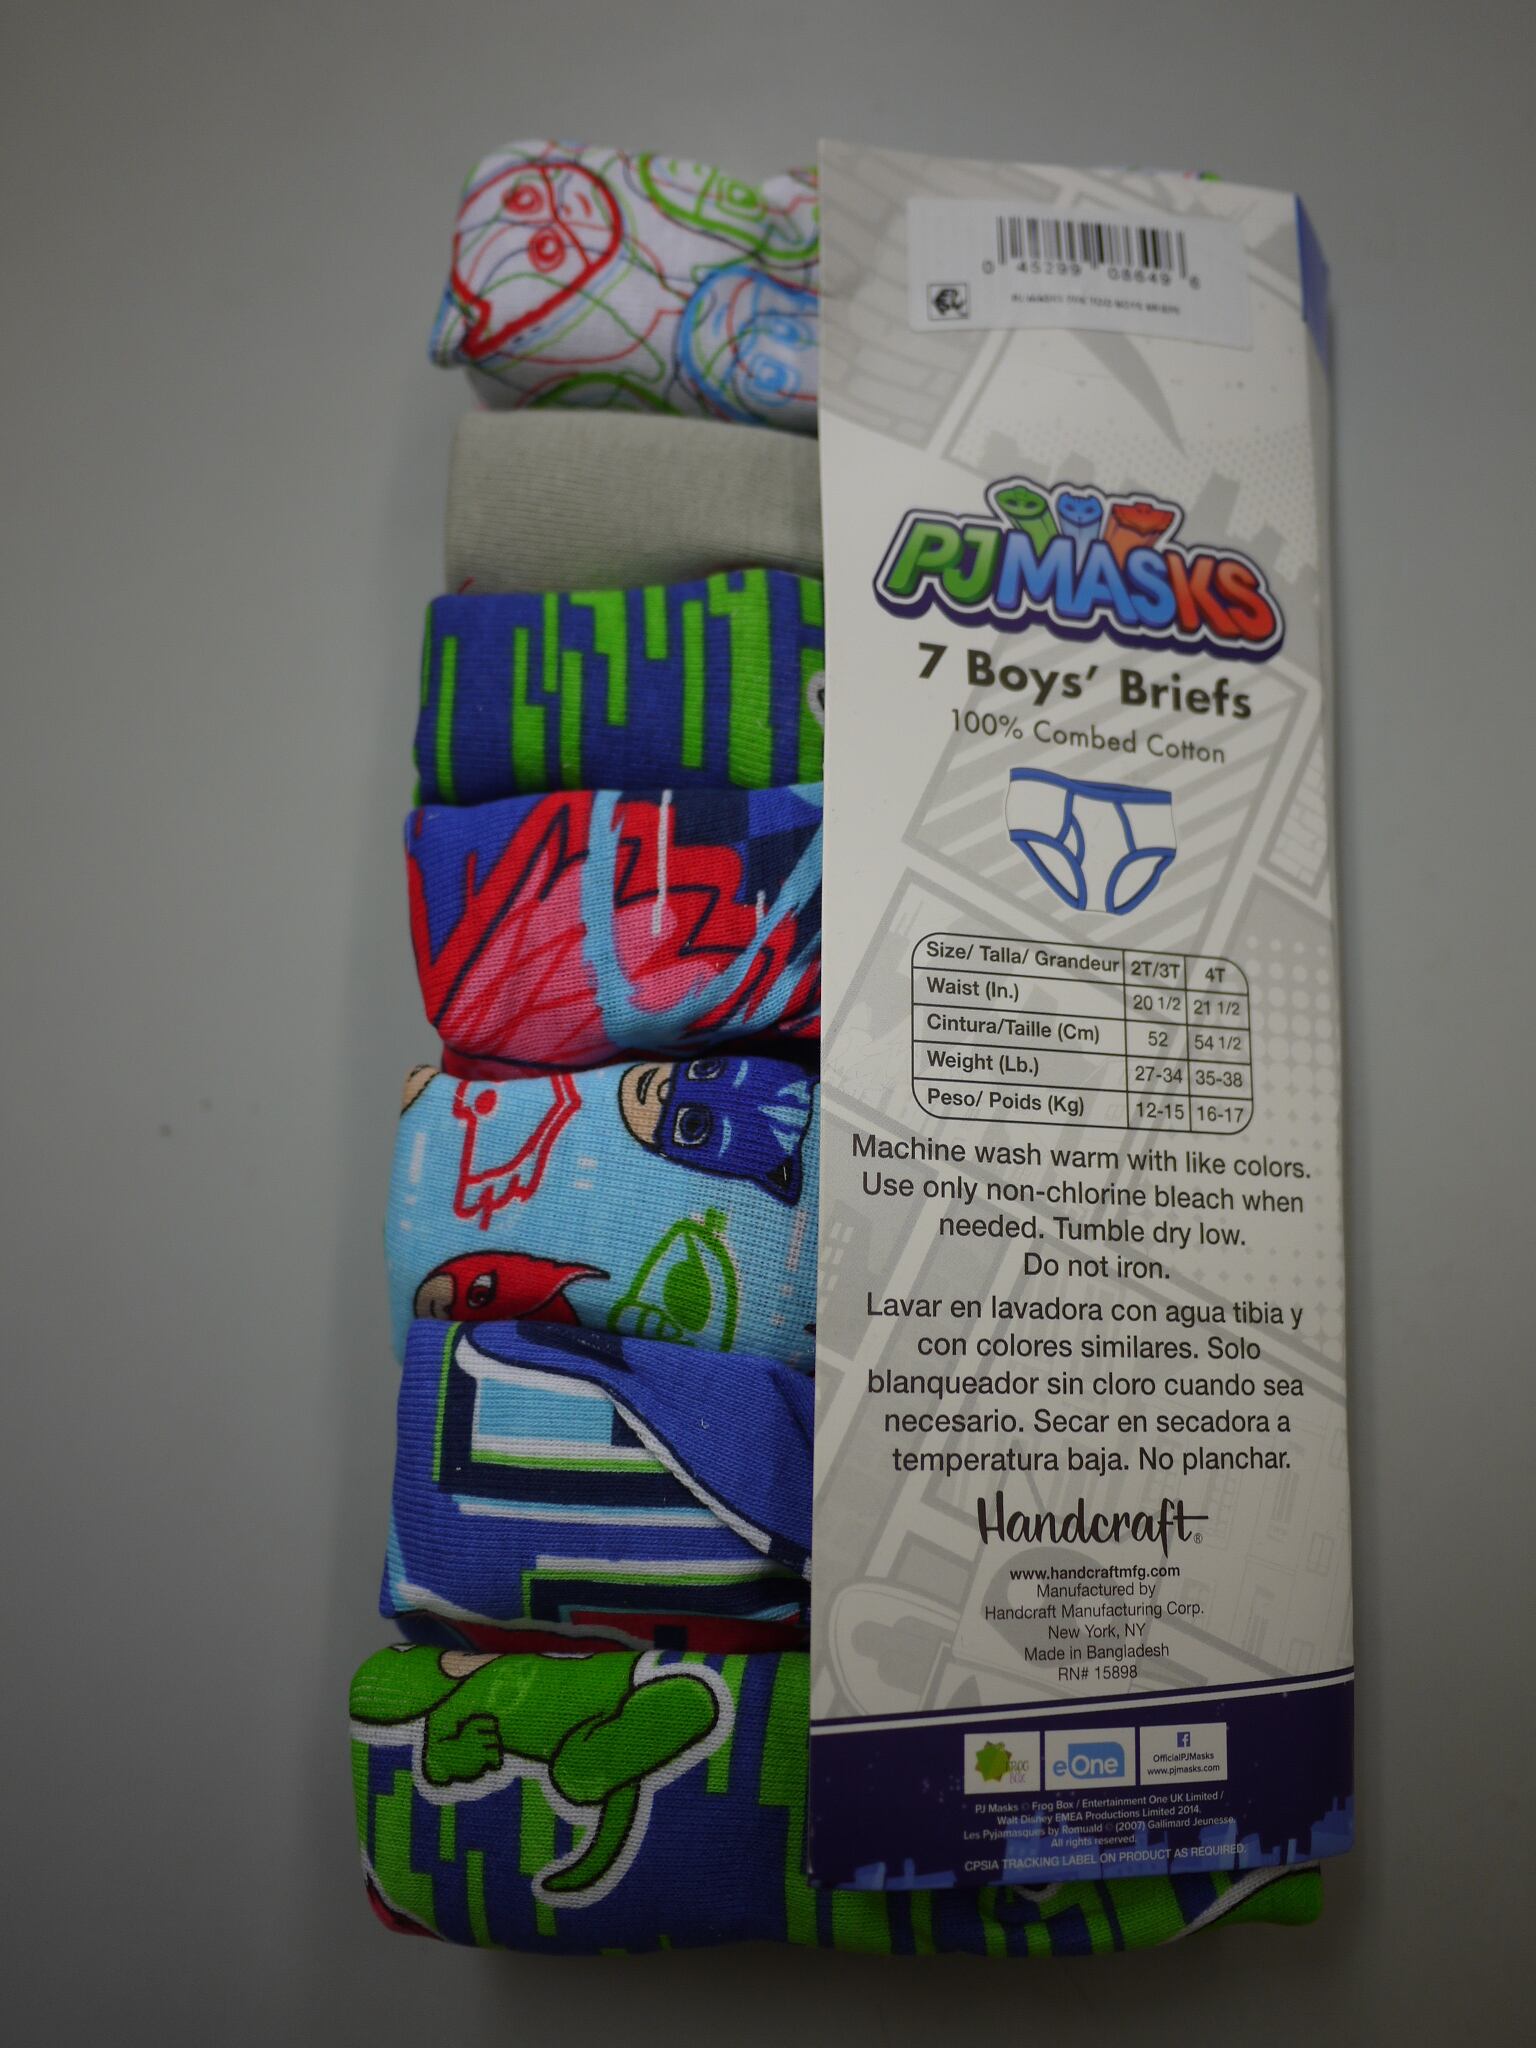 0 45299 08649 6
PJ MASKS
7 Boys' Briefs
100% Combed Cotton
Size/ Talla/ Grandeur 2T/3T 4T
Waist (In.) 20 1/2 21 1/2
Cintura/Taille (Cm) 52 54 1/2
Weight (Lb.) 27-34 35-38
Peso/ Poids (Kg) 12-15 16-17
Machine wash warm with like colors.
Use only non-chlorine bleach when
needed. Tumble dry low.
Do not iron.
Lavar en lavadora con agua tibia y
con colores similares. Solo
blanqueador sin cloro cuando sea
necesario. Secar en secadora a
temperatura baja. No planchar.
Handcraft®
www.handcraftmfg.com
Manufactured by
Handcraft Manufacturing Corp.
New York, NY
Made in Bangladesh
RN# 15898
FROG
BOX
eOne
OfficialPJMasks
www.pjmasks.com
PJ Masks © Frog Box / Entertainment One UK Limited /
Walt Disney EMEA Productions Limited 2014.
Les Pyjamasques by Romuald © (2007) Gallimard Jeunesse.
All rights reserved.
CPSIA TRACKING LABEL ON PRODUCT AS REQUIRED.